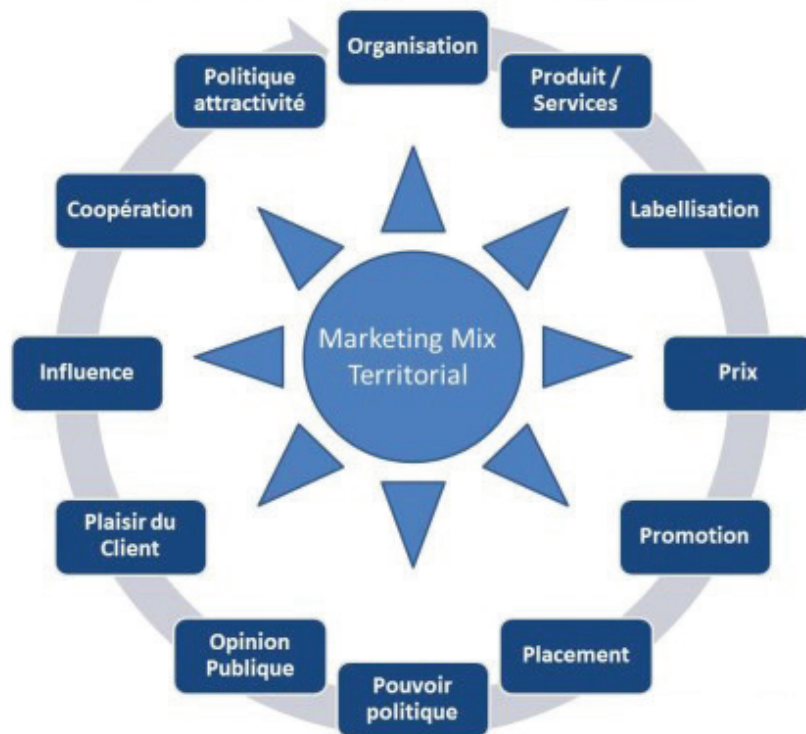 Organisation
Produit /
Services
Labellisation
Prix
Promotion
Placement
Pouvoir
politique
Opinion
Publique
Plaisir du
Client
Influence
Coopération
Politique
attractivité
Marketing Mix
Territorial